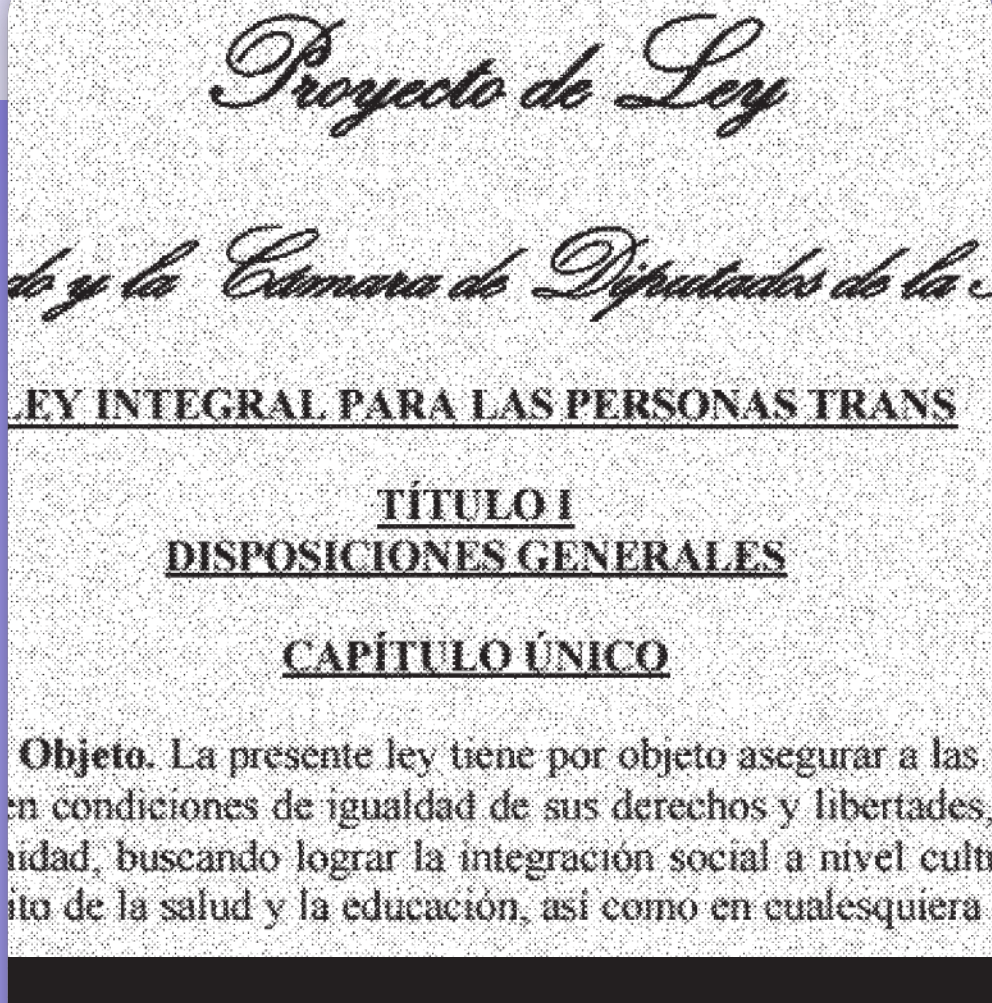 Proyecto de Ley
do y la Cámara de Diputados de la
LEY INTEGRAL PARA LAS PERSONAS TRANS
TÍTULO I
DISPOSICIONES GENERALES
CAPÍTULO ÚNICO
Objeto. La presente ley tiene por objeto asegurar a las
en condiciones de igualdad de sus derechos y libertades,
nidad, buscando lograr la integración social a nivel cult
ito de la salud y la educación, así como en cualesquiera